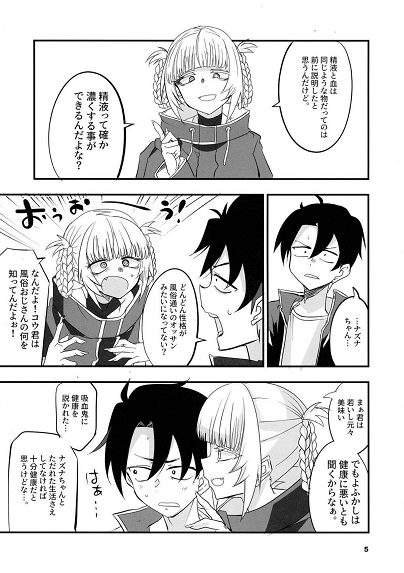 精液と血は
同じような物だってのは
前に説明したと
思うんだけど。
精液って確か
濃くする事が
できるんだよな？
…ナズナ
ちゃん…
どんどん性格が
風俗通いのオッサン
みたいになってない？
おぅおぅ…！
なんだよ！コウ君は
風俗おじさんの何を
知ってんだよぉ！
まぁ君は
若いし元々
美味い
でもよふかしは
健康に悪いとも
聞くからなぁ。
吸血鬼に
健康を
説かれた…
ナズナちゃんと
ただれた生活さえ
してなければ
十分健康だと
思うけどな…。
5